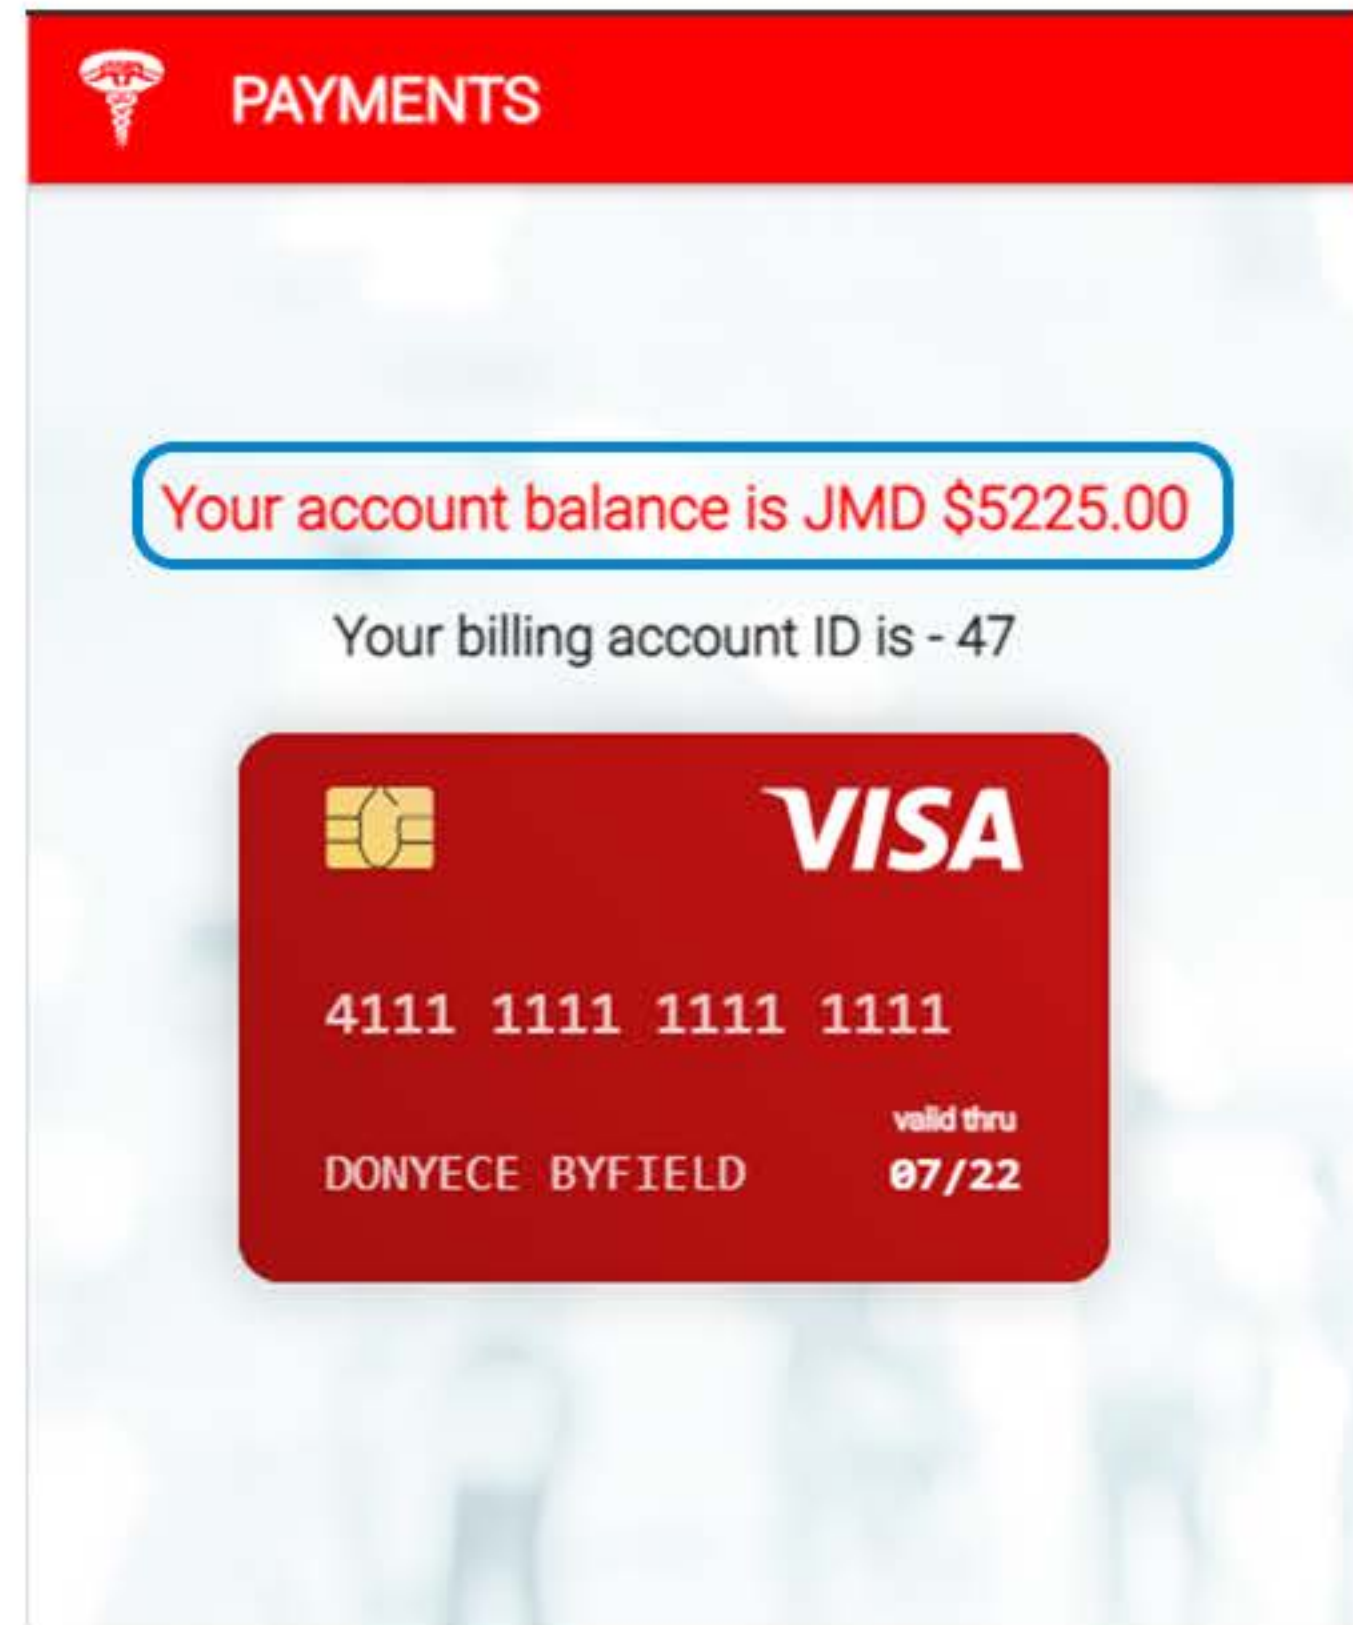 PAYMENTS
Your account balance is JMD $5225.00
Your billing account ID is - 47
VISA
4111 1111 1111 1111
valid thru
DONYECE BYFIELD 07/22